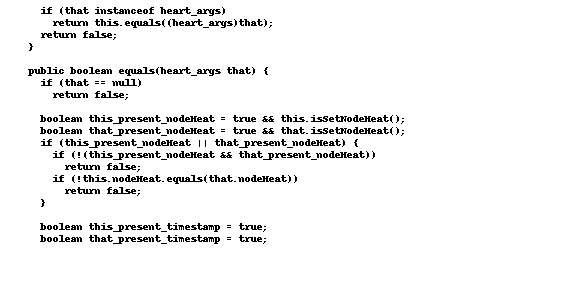 if (that instanceof heart_args)
return this.equals((heart_args)that);
return false;
}
public boolean equals(heart_args that) {
if (that == null)
return false;
boolean this_present_nodeHeat = true && this.isSetNodeHeat();
boolean that_present_nodeHeat = true && that.isSetNodeHeat();
if (this_present_nodeHeat || that_present_nodeHeat) {
if (!(this_present_nodeHeat && that_present_nodeHeat))
return false;
if (!this.nodeHeat.equals(that.nodeHeat))
return false;
}
boolean this_present_timestamp = true;
boolean that_present_timestamp = true;